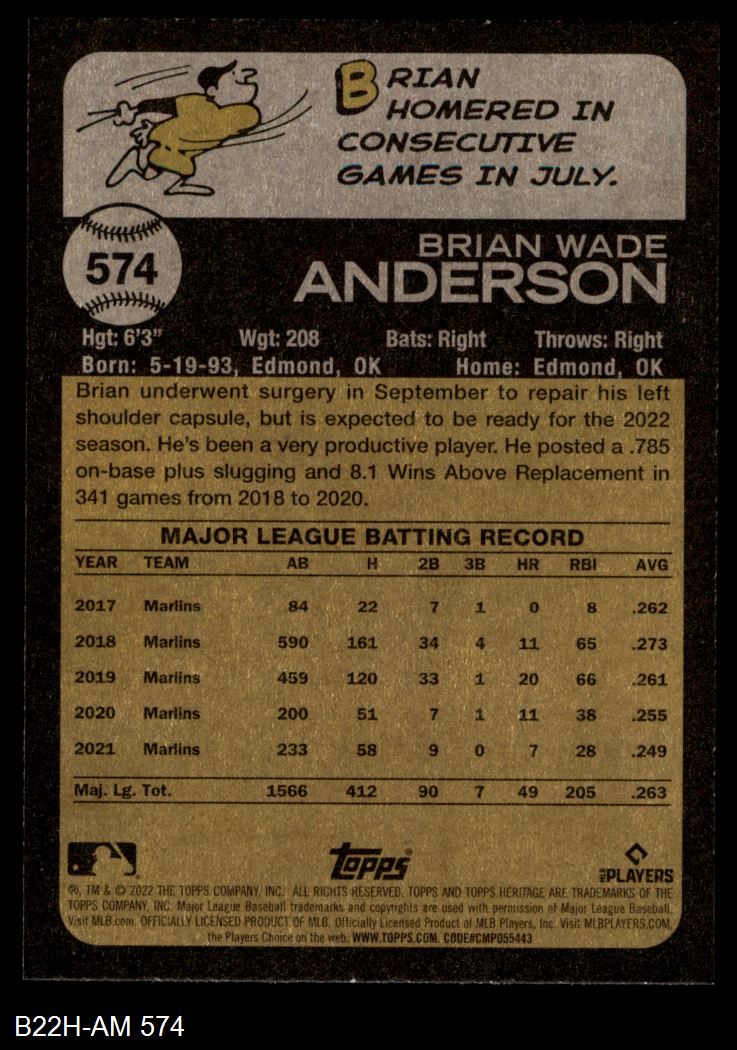 BRIAN
HOMERED IN
CONSECUTIVE
GAMES IN JULY.
574
BRIAN WADE
ANDERSON
Hgt: 6'3" Wgt: 208 Bats: Right Throws: Right
Born: 5-19-93, Edmond, OK Home: Edmond, OK
Brian underwent surgery in September to repair his left
shoulder capsule, but is expected to be ready for the 2022
season. He's been a very productive player. He posted a .785
on-base plus slugging and 8.1 Wins Above Replacement in
341 games from 2018 to 2020.
MAJOR LEAGUE BATTING RECORD
YEAR TEAM AB H 2B 3B HR RBI AVG
2017 Marlins 84 22 7 1 0 8 .262
2018 Marlins 590 161 34 4 11 65 .273
2019 Marlins 459 120 33 1 20 66 .261
2020 Marlins 200 51 7 1 11 38 .255
2021 Marlins 233 58 9 0 7 28 .249
Maj. Lg. Tot. 1566 412 90 7 49 205 .263
Topps®
MLB PLAYERS
®, TM & © 2022 THE TOPPS COMPANY, INC. ALL RIGHTS RESERVED. TOPPS AND TOPPS HERITAGE ARE TRADEMARKS OF THE
TOPPS COMPANY, INC. Major League Baseball trademarks and copyrights are used with permission of Major League Baseball.
Visit MLB.com. OFFICIALLY LICENSED PRODUCT OF MLB. Officially Licensed Product of MLB Players, Inc. Visit MLBPLAYERS.COM,
the Players Choice on the web. WWW.TOPPS.COM. CODE#CMP055443
B22H-AM 574